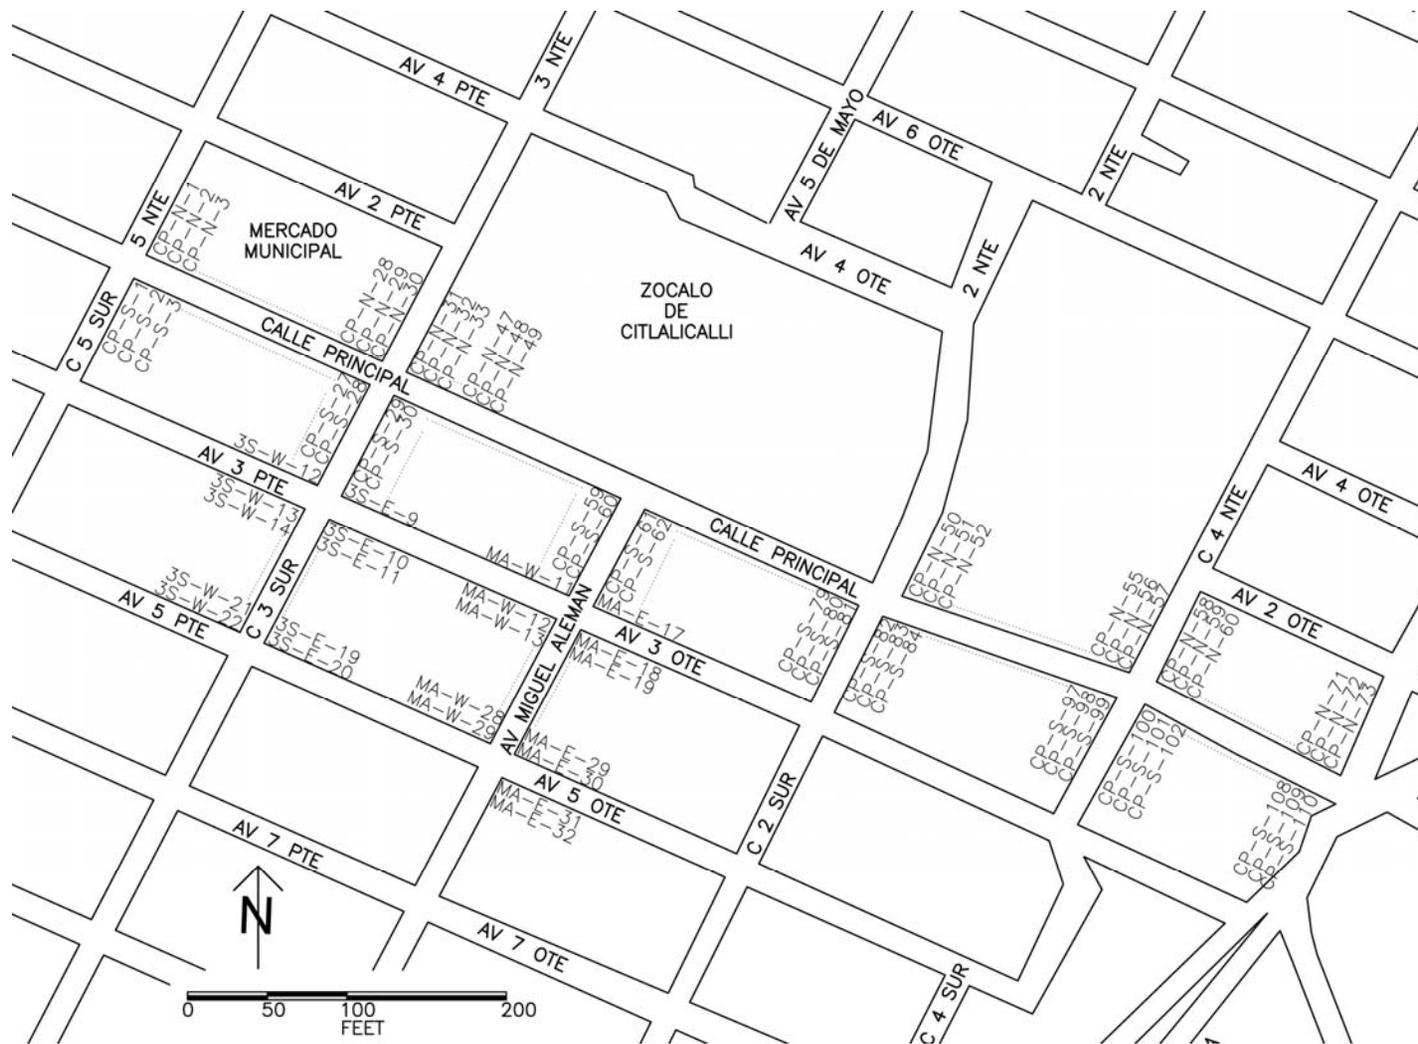 3 NTE
AV 4 PTE
AV 5 DE MAYO
AV 6 OTE
2 NTE
AV 2 PTE
5 NTE
CP-N-1
CP-N-2
CP-N-3
MERCADO
MUNICIPAL
CP-N-28
CP-N-29
CP-N-30
AV 4 OTE
2 NTE
ZOCALO
DE
CITLALICALLI
C 5 SUR
CP-S-1
CP-S-2
CP-S-3
CALLE PRINCIPAL
CP-N-31
CP-N-32
CP-N-33
CP-N-47
CP-N-48
CP-N-49
CP-S-27
CP-S-28
CP-S-29
CP-S-30
3S-W-12
AV 3 PTE
3S-W-13
3S-W-14
3S-E-9
CP-S-59
CP-S-60
CP-S-61
CP-S-62
CALLE PRINCIPAL
CP-N-50
CP-N-51
CP-N-52
C 4 NTE
AV 4 OTE
3S-E-10
3S-E-11
MA-W-11
3S-W-21
3S-W-22
C 3 SUR
AV 5 PTE
MA-W-12
MA-W-13
MA-E-17
AV 3 OTE
CP-S-79
CP-S-80
CP-S-81
CP-S-82
CP-S-83
CP-S-84
CP-N-55
CP-N-56
CP-N-57
CP-N-58
CP-N-59
CP-N-60
AV 2 OTE
3S-E-19
3S-E-20
MA-E-18
MA-E-19
AV MIGUEL ALEMAN
MA-W-28
MA-W-29
CP-S-97
CP-S-98
CP-S-99
CP-N-71
CP-N-72
CP-N-73
CP-S-100
CP-S-101
CP-S-102
MA-E-29
MA-E-30
AV 5 OTE
MA-E-31
MA-E-32
C 2 SUR
CP-S-108
CP-S-109
CP-S-110
AV 7 PTE
N
AV 7 OTE
C 4 SUR
0 50 100 200
FEET